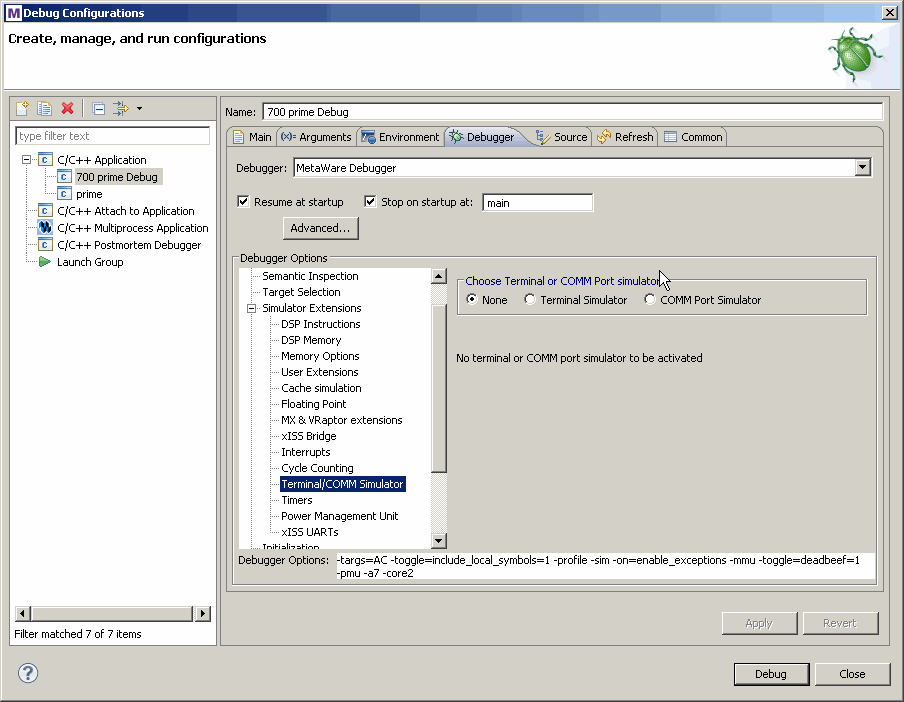 Debug Configurations
Create, manage, and run configurations
type filter text
C/C++ Application
700 prime Debug
prime
C/C++ Attach to Application
C/C++ Multiprocess Application
C/C++ Postmortem Debugger
Launch Group
Filter matched 7 of 7 items
Name: 700 prime Debug
Main (x)= Arguments Environment Debugger Source Refresh Common
Debugger: MetaWare Debugger
Resume at startup Stop on startup at: main
Advanced...
Debugger Options
Semantic Inspection
Target Selection
Simulator Extensions
DSP Instructions
DSP Memory
Memory Options
User Extensions
Cache simulation
Floating Point
MX & VRaptor extensions
xISS Bridge
Interrupts
Cycle Counting
Terminal/COMM Simulator
Timers
Power Management Unit
xISS UARTs
Initialization
Choose Terminal or COMM Port simulator
None Terminal Simulator COMM Port Simulator
No terminal or COMM port simulator to be activated
Debugger Options: -targs=AC -toggle=include_local_symbols=1 -profile -sim -on=enable_exceptions -mmu -toggle=deadbeef=1
-pmu -a7 -core2
Apply Revert
? Debug Close